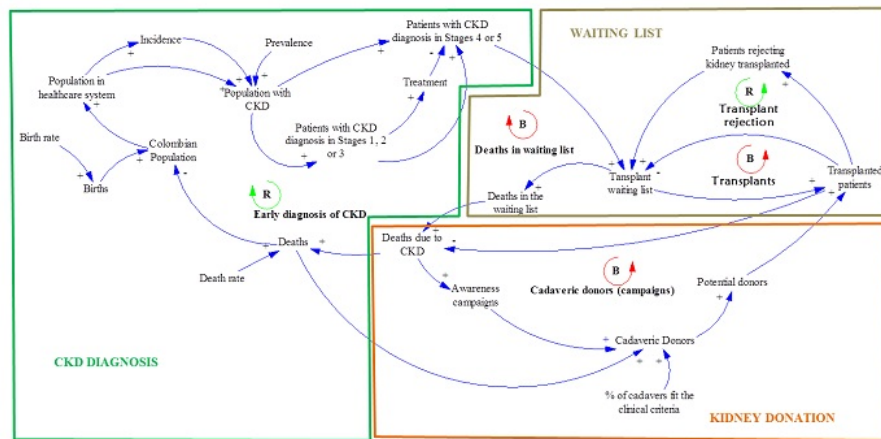 Patients with CKD
diagnosis in Stages 4 or 5
WAITING LIST
Incidence
Prevalence
Patients rejecting
kidney transplanted
Population in
healthcare system
Population with
CKD
Treatment
R
Transplant
rejection
Birth rate
Colombian
Population
Patients with CKD
diagnosis in Stages 1, 2
or 3
B
Deaths in waiting list
B
Transplants
Births
Tansplant
waiting list
Transplanted
patients
R
Early diagnosis of CKD
Deaths in the
waiting list
Deaths
Deaths due to
CKD
Death rate
B
Cadaveric donors (campaigns)
Potential donors
Awareness
campaigns
Cadaveric Donors
CKD DIAGNOSIS
% of cadavers fit the
clinical criteria
KIDNEY DONATION